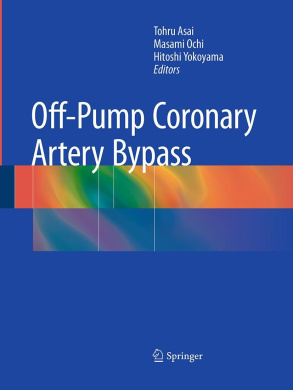 Tohru Asai
Masami Ochi
Hitoshi Yokoyama
Editors
Off-Pump Coronary
Artery Bypass
Springer